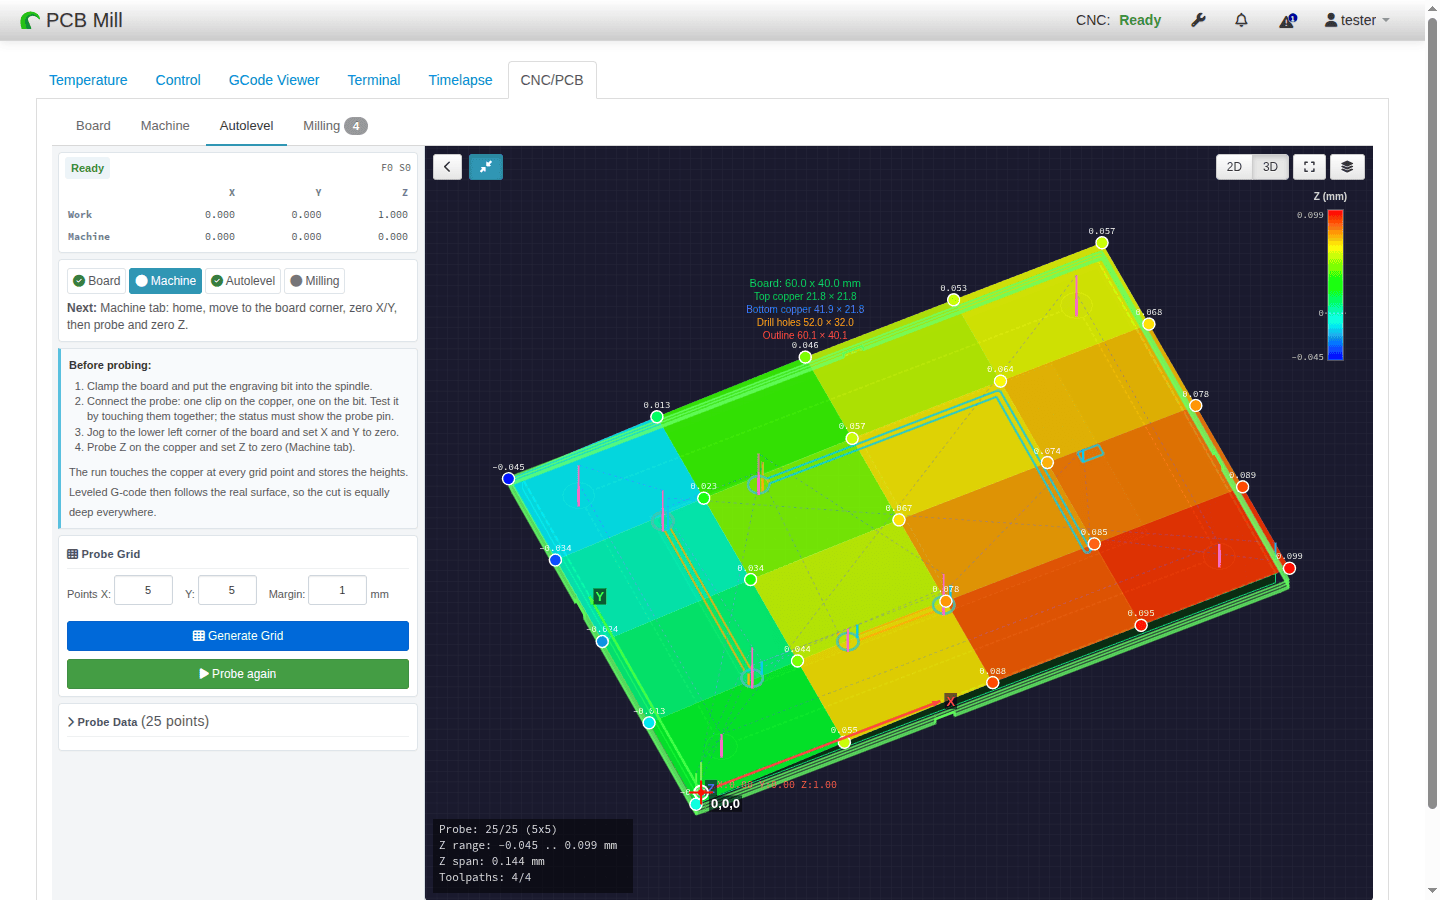 PCB Mill
CNC: Ready
1
tester
Temperature
Control
GCode Viewer
Terminal
Timelapse
CNC/PCB
Board
Machine
Autolevel
Milling 4
Ready
F0 S0
X Y Z
Work 0.000 0.000 1.000
Machine 0.000 0.000 0.000
Board
Machine
Autolevel
Milling
Next: Machine tab: home, move to the board corner, zero X/Y,
then probe and zero Z.
Before probing:
1. Clamp the board and put the engraving bit into the spindle.
2. Connect the probe: one clip on the copper, one on the bit. Test it
by touching them together; the status must show the probe pin.
3. Jog to the lower left corner of the board and set X and Y to zero.
4. Probe Z on the copper and set Z to zero (Machine tab).
The run touches the copper at every grid point and stores the heights.
Leveled G-code then follows the real surface, so the cut is equally
deep everywhere.
Probe Grid
Points X: 5 Y: 5 Margin: 1 mm
Generate Grid
Probe again
Probe Data (25 points)
2D 3D
Z (mm)
0.099
0
−0.045
Board: 60.0 x 40.0 mm
Top copper 21.8 × 21.8
Bottom copper 41.9 × 21.8
Drill holes 52.0 × 32.0
Outline 60.1 × 40.1
0.057
0.053
0.068
0.046
0.064
0.078
0.013
0.057
0.074
0.089
−0.045
0.023
0.067
0.085
0.099
−0.034
0.034
0.078
0.095
Y
−0.024
0.044
0.088
X
−0.013
0.055
Z
Z:1.00
0,0,0
Probe: 25/25 (5x5)
Z range: −0.045 .. 0.099 mm
Z span: 0.144 mm
Toolpaths: 4/4